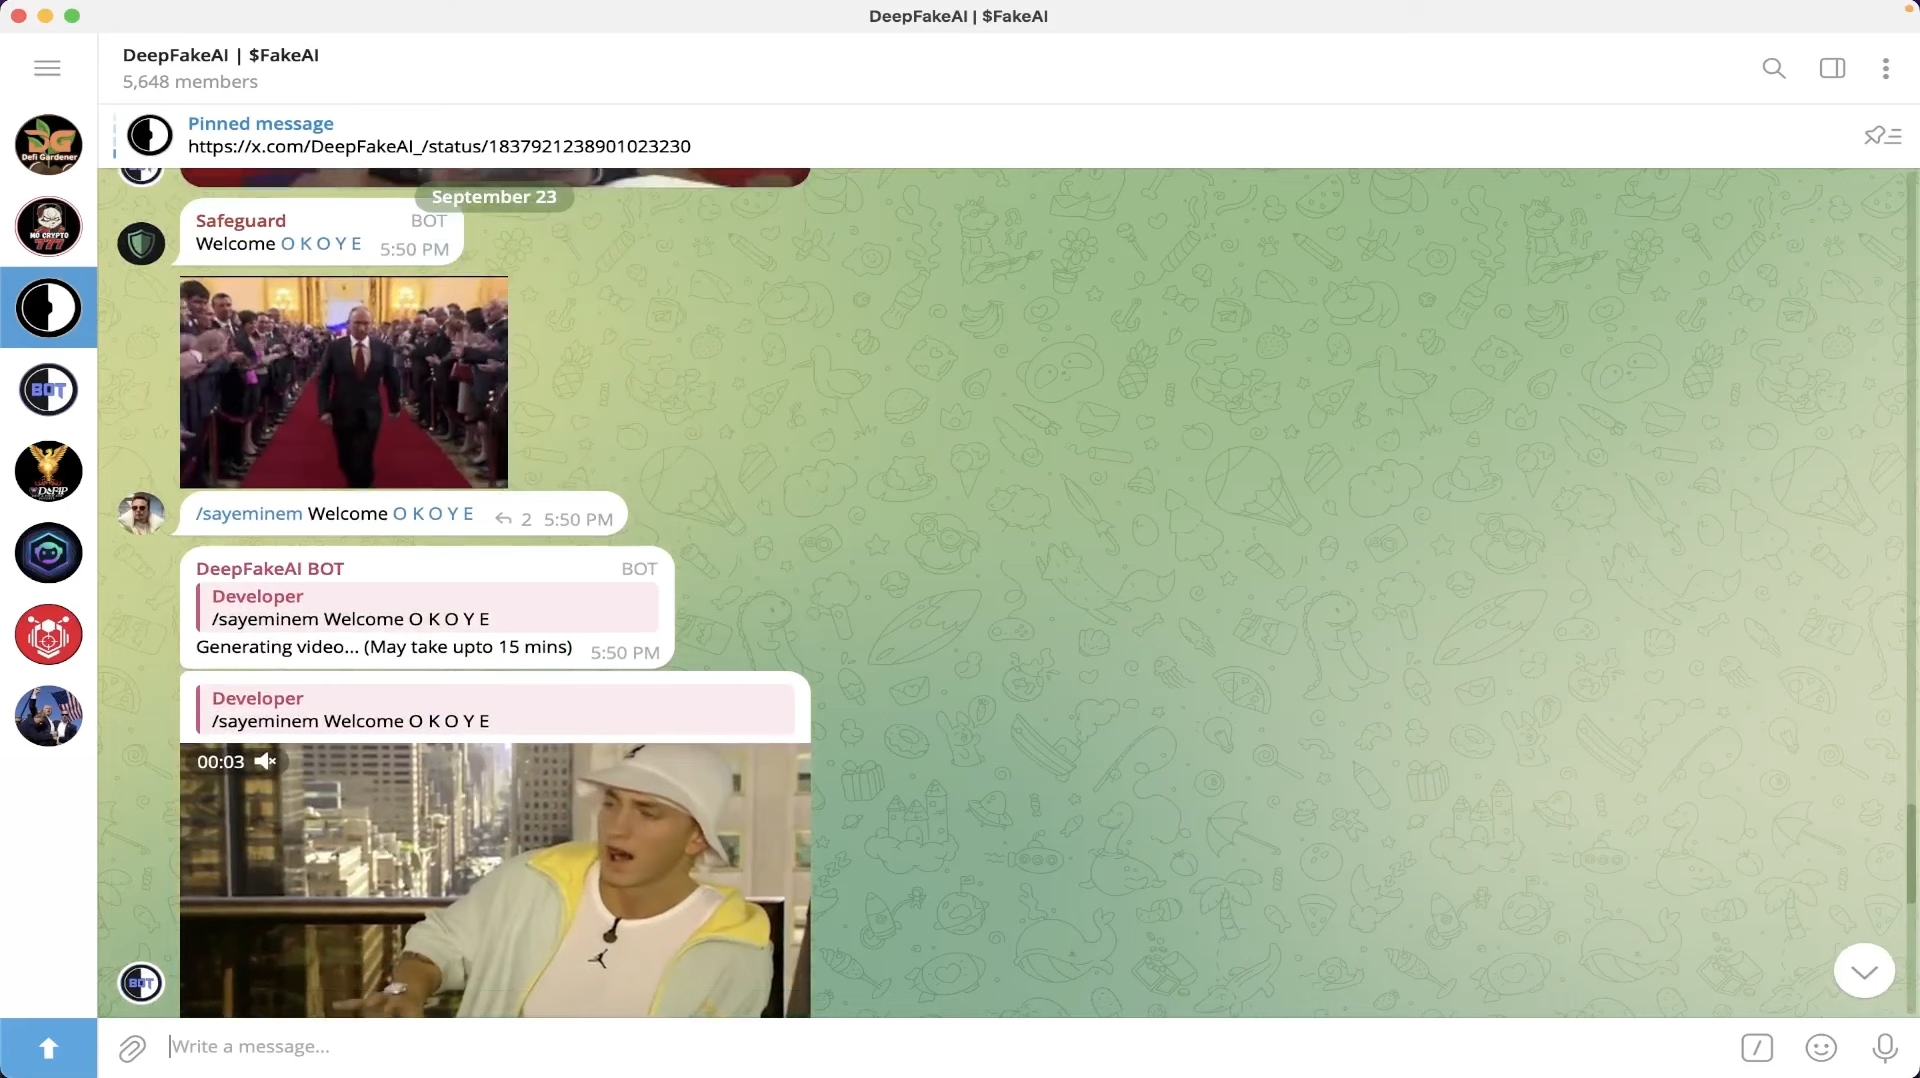 DeepFakeAI | $FakeAI
DeepFakeAI | $FakeAI
5,648 members
Pinned message
https://x.com/DeepFakeAI_/status/1837921238901023230
September 23
Safeguard BOT
Welcome O K O Y E 5:50 PM
/sayeminem Welcome O K O Y E 2 5:50 PM
DeepFakeAI BOT BOT
Developer
/sayeminem Welcome O K O Y E
Generating video... (May take upto 15 mins) 5:50 PM
Developer
/sayeminem Welcome O K O Y E
00:03
Defi Gardener
MO CRYPTO
777
BOT
BOT
Write a message...